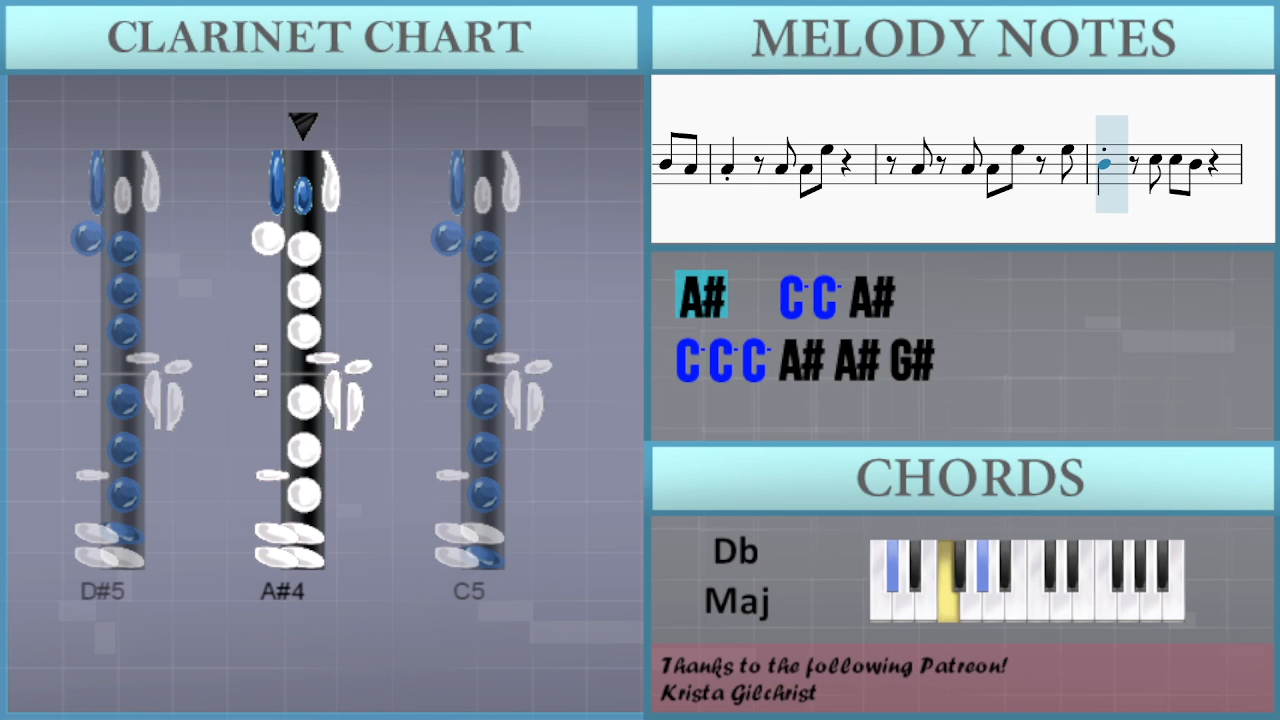 CLARINET CHART
D#5
A#4
C5
MELODY NOTES
A# C C A#
C C C A# A# G#
CHORDS
Db
Maj
Thanks to the following Patreon!
Krista Gilchrist